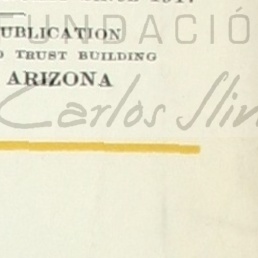 FUNDACIÓ
UBLICATION
TRUST BUILDING
ARIZONA
Carlos Slim